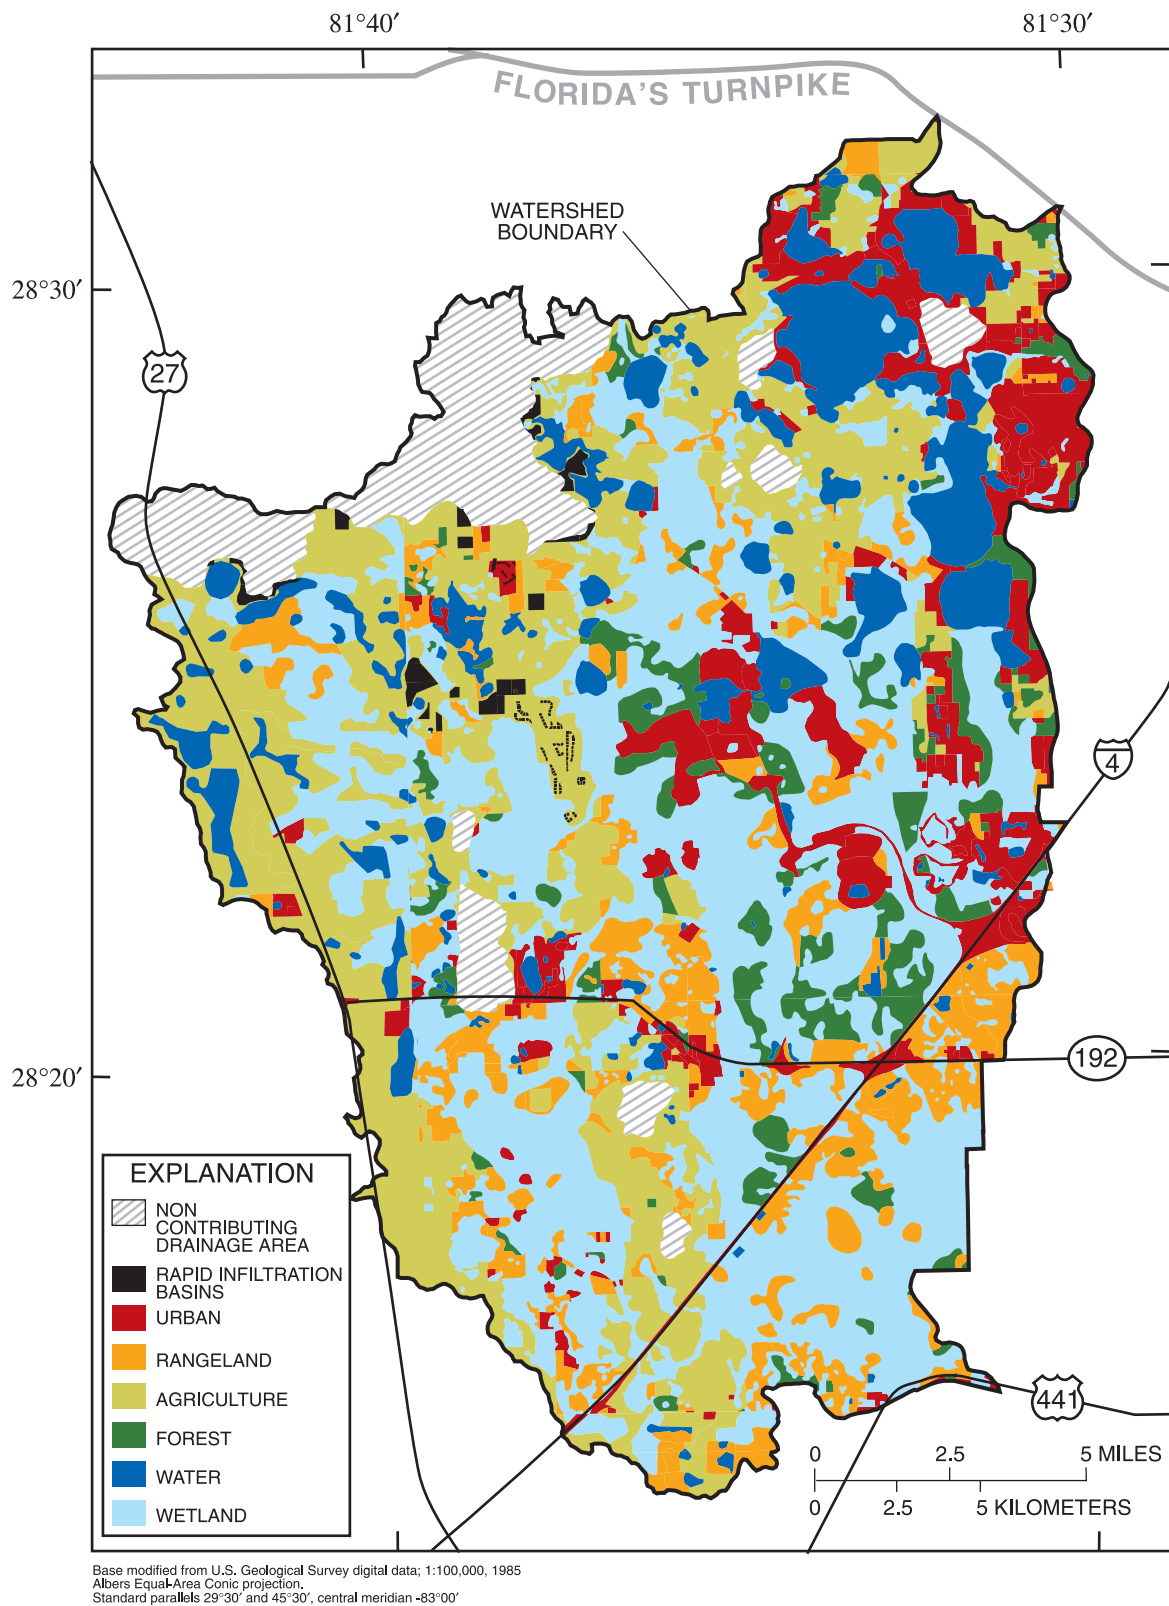 81°40′
81°30′
FLORIDA'S TURNPIKE
WATERSHED
BOUNDARY
28°30′
27
4
192
28°20′
441
EXPLANATION
NON
CONTRIBUTING
DRAINAGE AREA
RAPID INFILTRATION
BASINS
URBAN
RANGELAND
AGRICULTURE
FOREST
WATER
WETLAND
0 2.5 5 MILES
0 2.5 5 KILOMETERS
Base modified from U.S. Geological Survey digital data; 1:100,000, 1985
Albers Equal-Area Conic projection.
Standard parallels 29°30′ and 45°30′, central meridian -83°00′